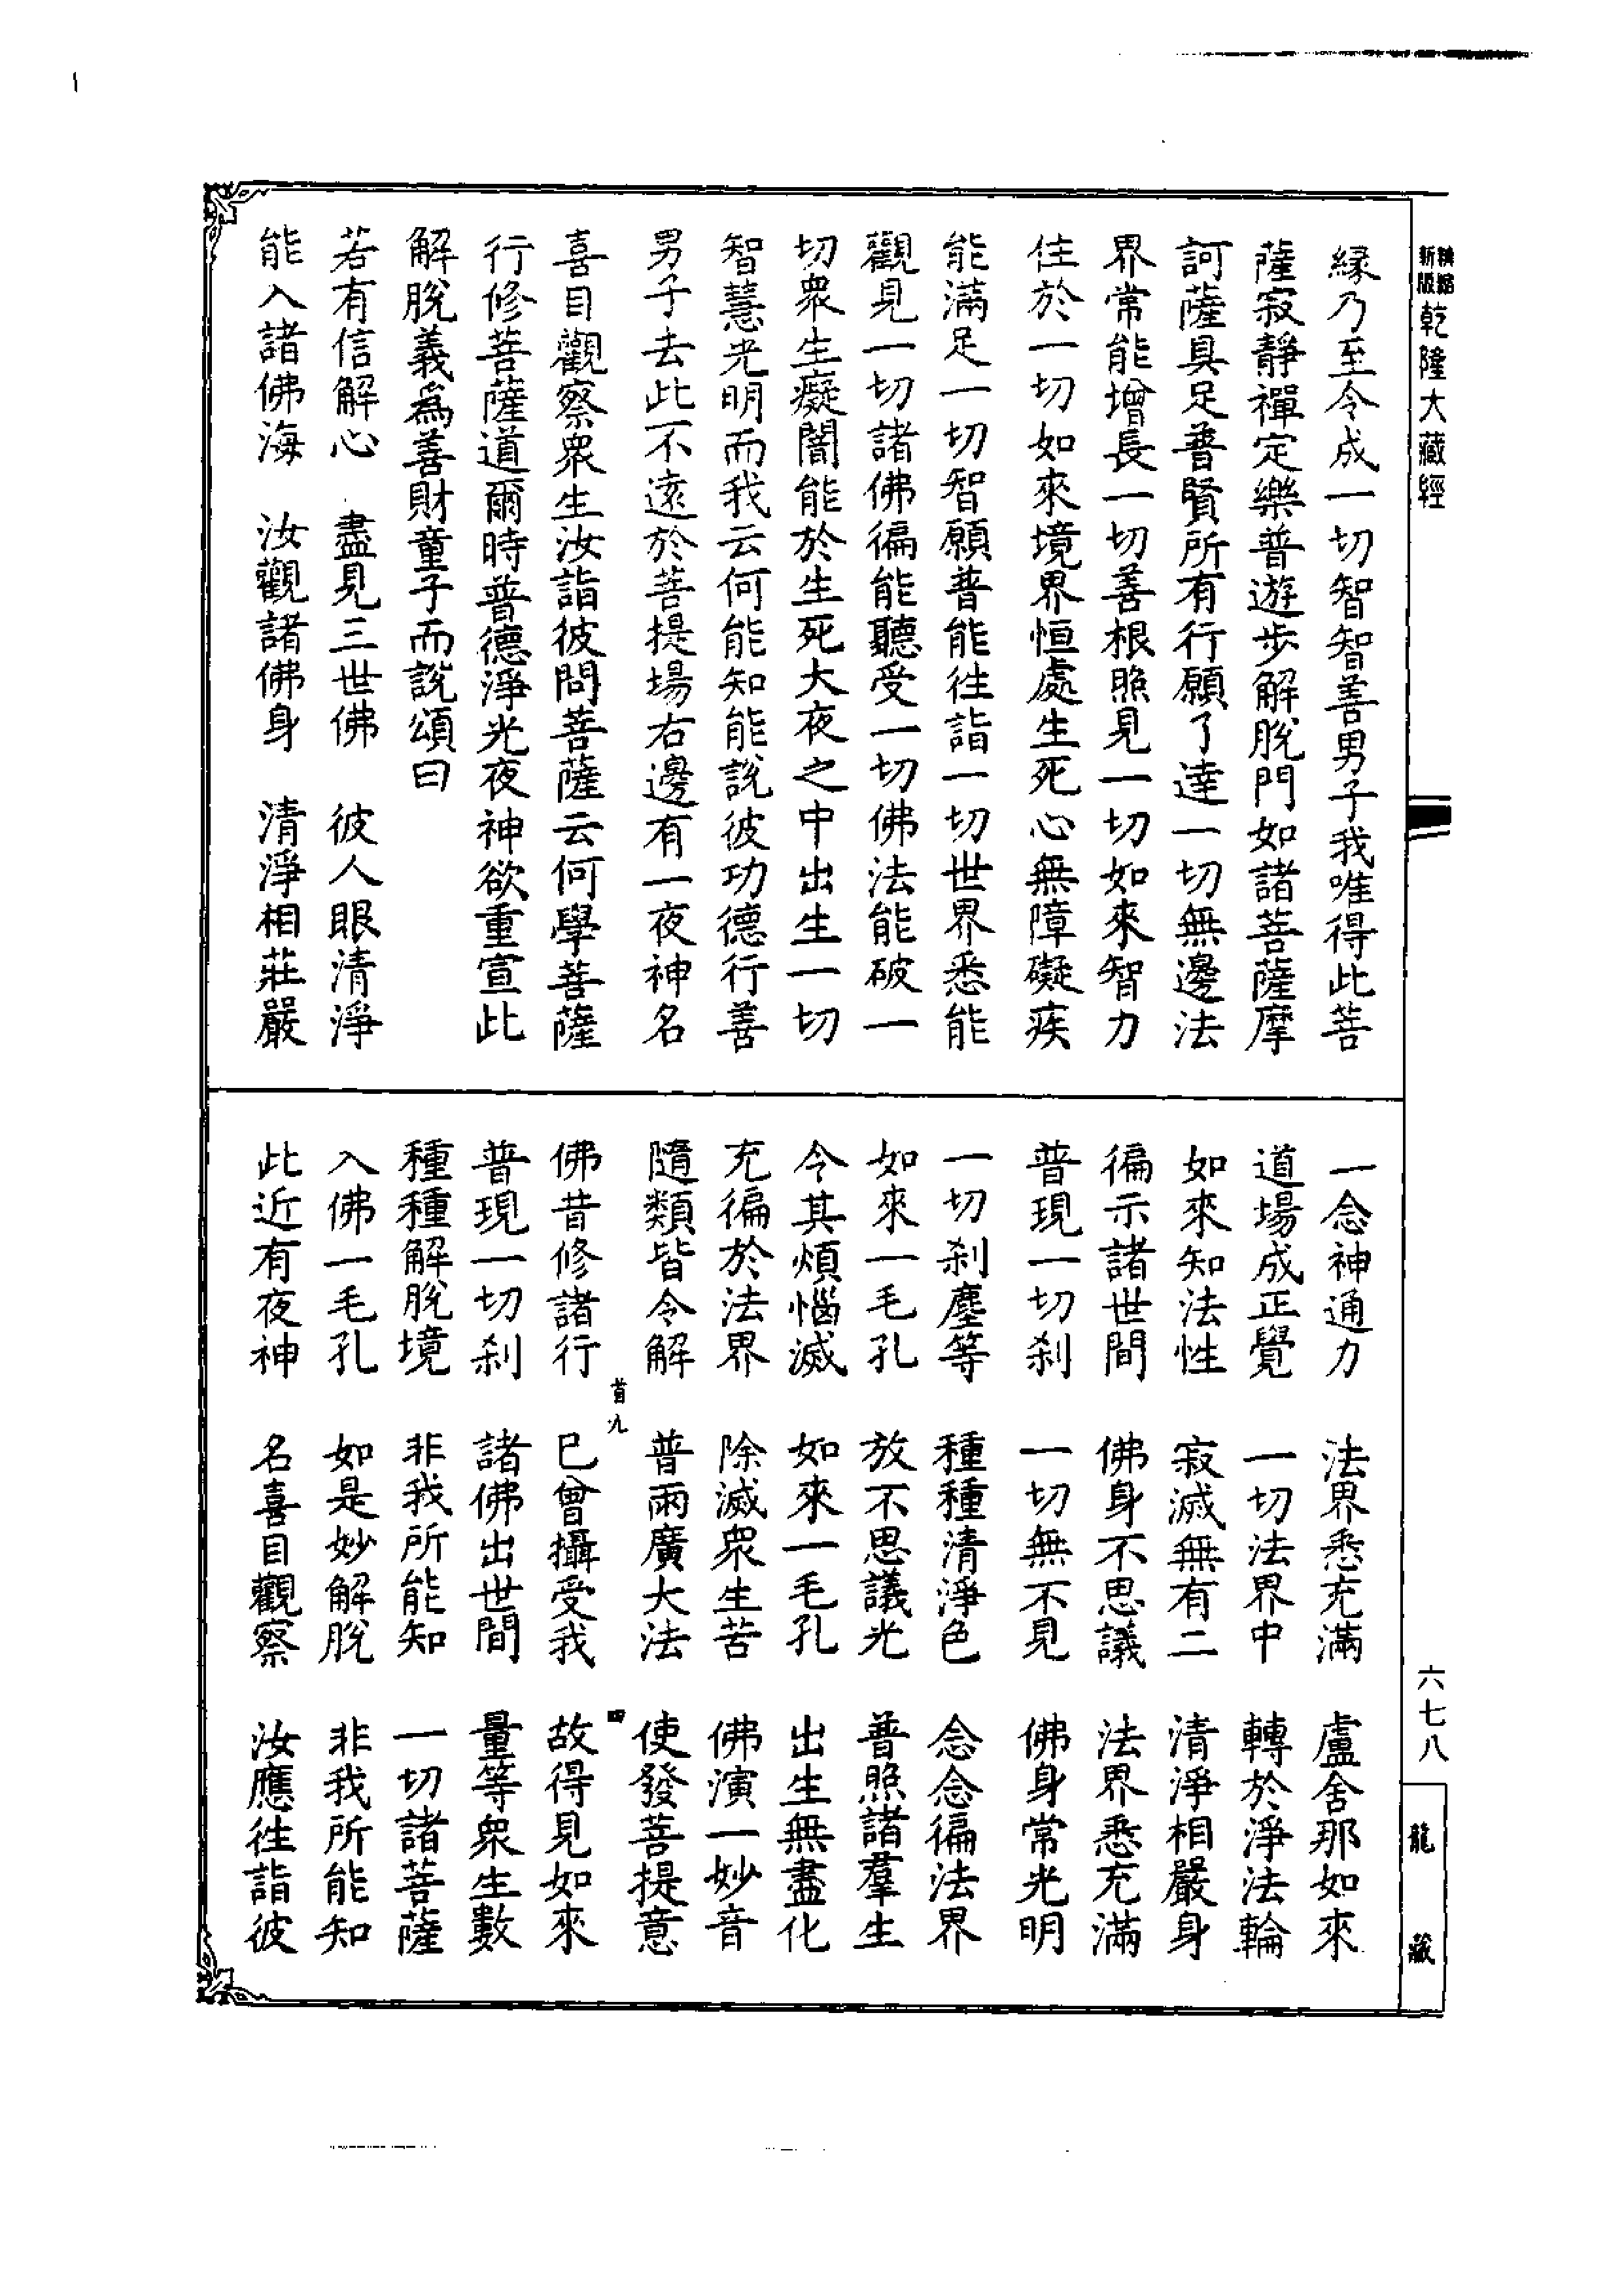 縮新版
乾隆大藏經
緣乃至令成一切智智善男子我唯得此菩
薩寂靜禪定樂普遊步解脫門如諸菩薩摩
訶薩具足普賢所有行願了達一切無邊法
界常能增長一切善根照見一切如來智力
住於一切如來境界恒處生死心無障礙疾
能滿足一切智願普能往詣一切世界悉能
觀見一切諸佛徧能聽受一切佛法能破一
切眾生癡闇能於生死大夜之中出生一切
智慧光明而我云何能知能說彼功德行善
男子去此不遠於菩提場右邊有一夜神名
喜目觀察眾生汝詣彼問菩薩云何學菩薩
行修菩薩道爾時普德淨光夜神欲重宣此
解脫義為善財童子而說頌曰
若有信解心　盡見三世佛　彼人眼清淨
能入諸佛海　汝觀諸佛身　清淨相莊嚴
一念神通力　法界悉充滿　盧舍那如來
道場成正覺　一切法界中　轉於淨法輪
如來知法性　寂滅無有二　清淨相嚴身
徧示諸世間　佛身不思議　法界悉充滿
普現一切刹　一切無不見　佛身常光明
一切刹塵等　種種清淨色　念念徧法界
如來一毛孔　放不思議光　普照諸羣生
令其煩惱滅　如來一毛孔　出生無盡化
充徧於法界　除滅眾生苦　佛演一妙音
隨類皆令解　普雨廣大法　使發菩提意
首九　四
佛昔修諸行　已曾攝受我　故得見如來
普現一切刹　諸佛出世間　量等眾生數
種種解脫境　非我所能知　一切諸菩薩
入佛一毛孔　如是妙解脫　非我所能知
此近有夜神　名喜目觀察　汝應往詣彼
六七八
龍藏